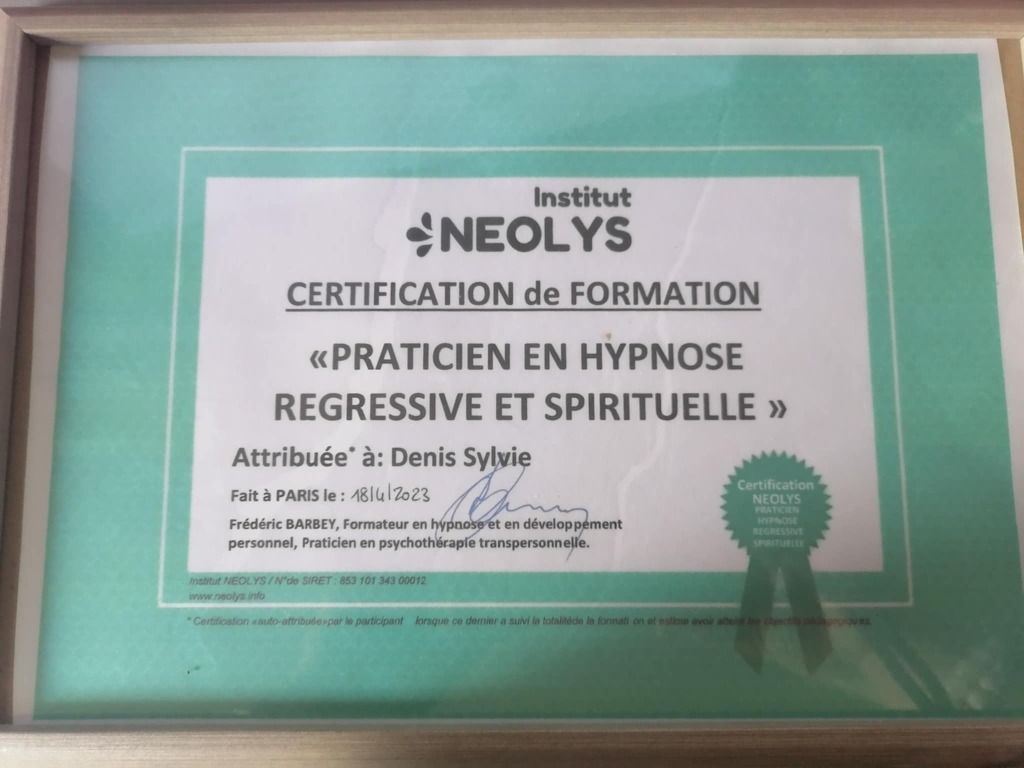 Institut
NEOLYS
CERTIFICATION de FORMATION
«PRATICIEN EN HYPNOSE
REGRESSIVE ET SPIRITUELLE »
Attribuée* à: Denis Sylvie
Fait à PARIS le : 18/4/2023
Frédéric BARBEY, Formateur en hypnose et en développement
personnel, Praticien en psychothérapie transpersonnelle.
Certification
NEOLYS
PRATICIEN
HYPNOSE
REGRESSIVE
SPIRITUELLE
Institut NEOLYS / N°de SIRET : 853 101 343 00012
www.neolys.info
* Certification «auto-attribuée»par le participant lorsque ce dernier a suivi la totalitéde la formati on et estime avoir atteint les objectifs pédagogiques.